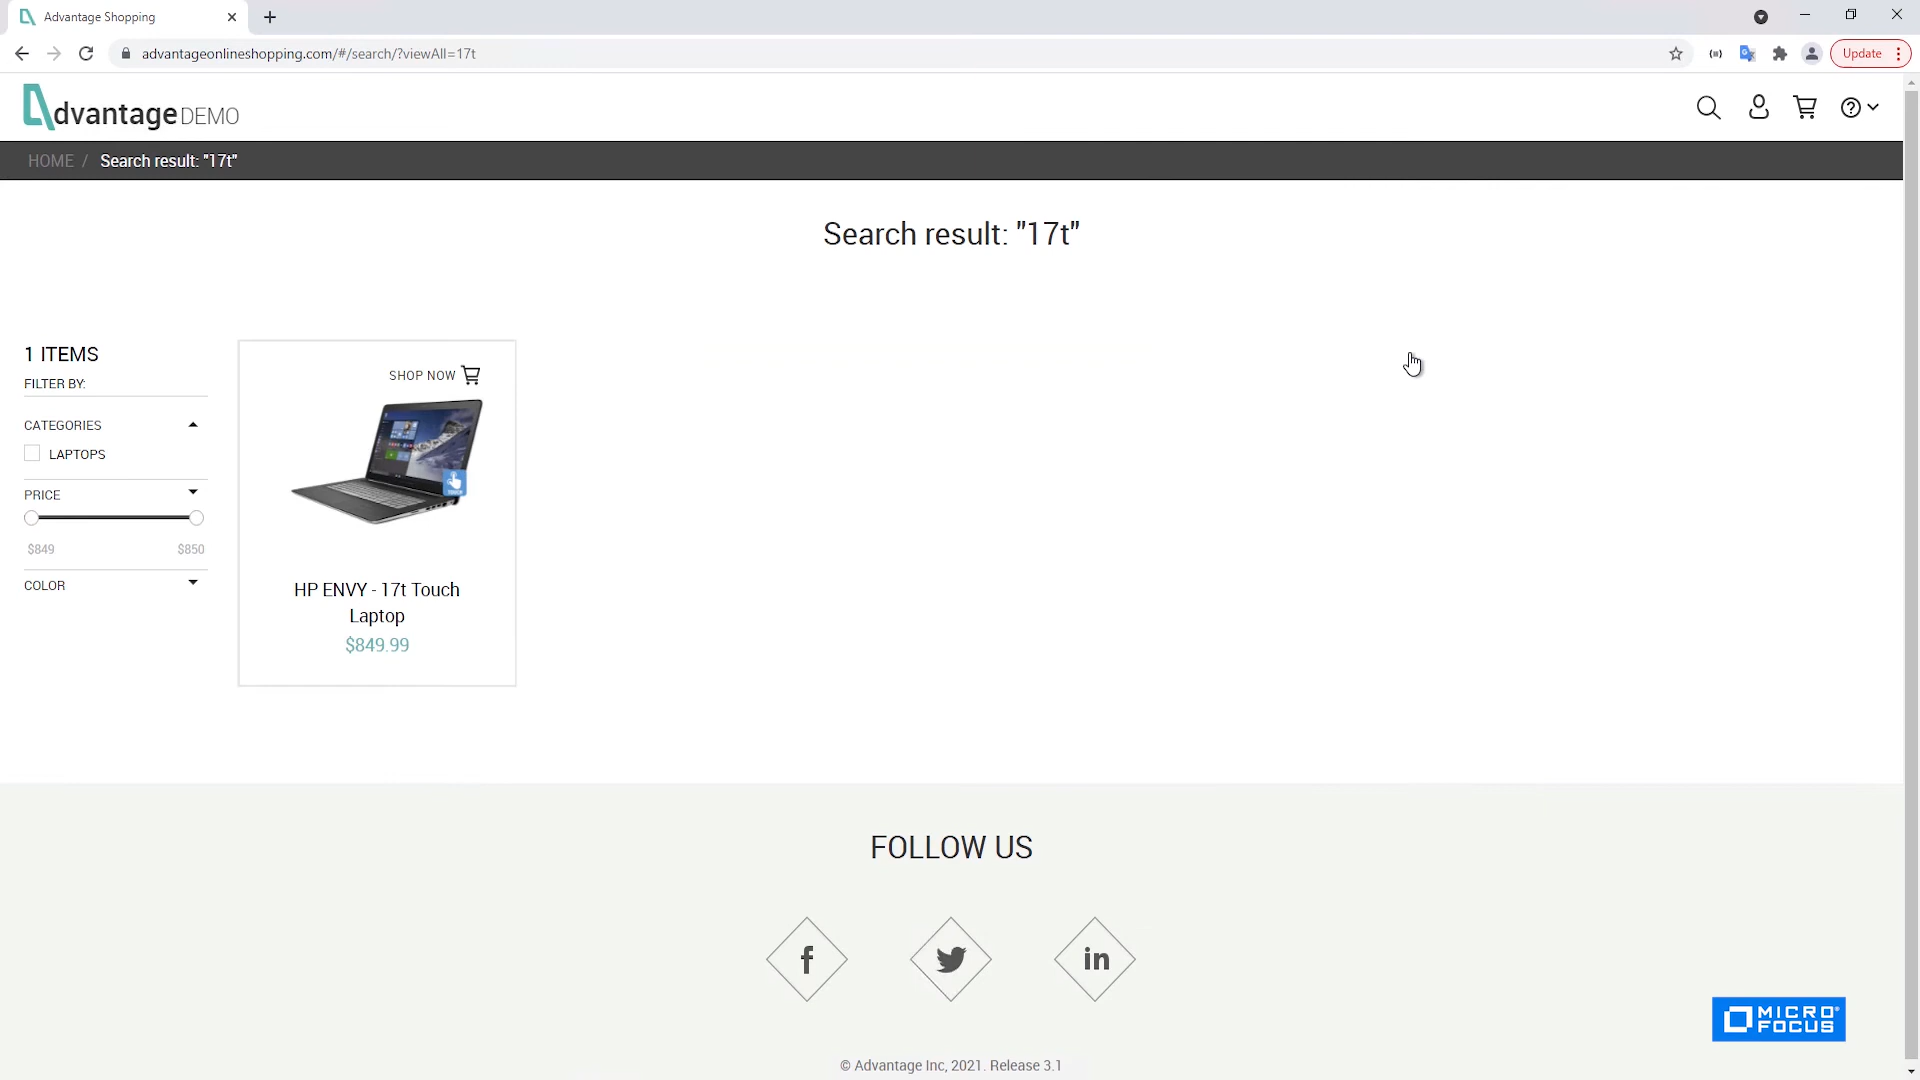 Advantage Shopping
advantageonlineshopping.com/#/search/?viewAll=17t
Update
dvantage DEMO
HOME / Search result: "17t"
Search result: "17t"
1 ITEMS
FILTER BY:
CATEGORIES
LAPTOPS
PRICE
$849 $850
COLOR
SHOP NOW
HP ENVY - 17t Touch
Laptop
$849.99
FOLLOW US
f
in
MICRO
FOCUS
© Advantage Inc, 2021. Release 3.1